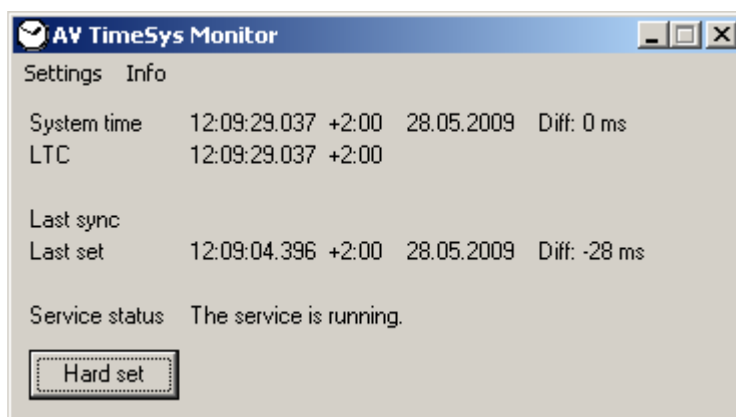 AV TimeSys Monitor
Settings Info
System time 12:09:29.037 +2:00 28.05.2009 Diff: 0 ms
LTC 12:09:29.037 +2:00
Last sync
Last set 12:09:04.396 +2:00 28.05.2009 Diff: -28 ms
Service status The service is running.
Hard set